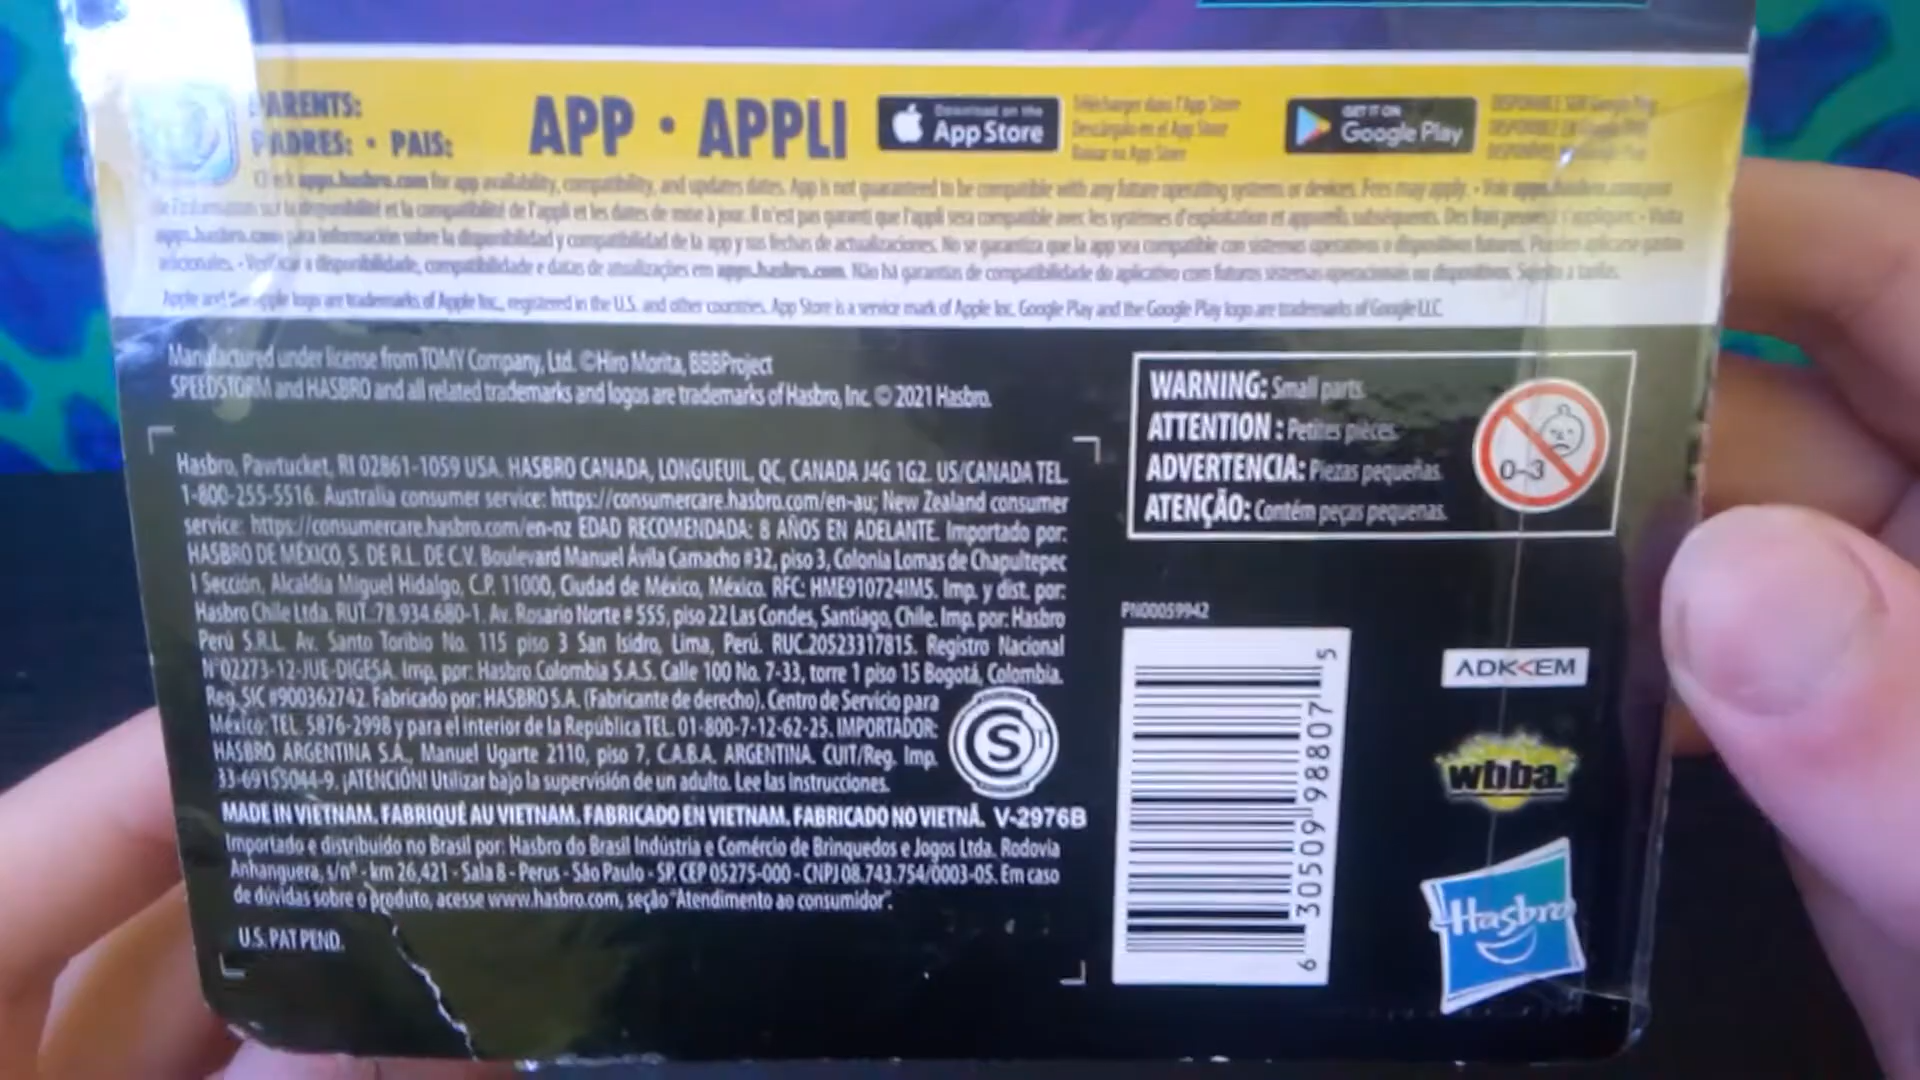 PARENTS:
PADRES: • PAIS:
APP • APPLI
Download on the
App Store
Télécharger dans l'App Store
Descárgalo en el App Store
Baixar na App Store
GET IT ON
Google Play
DISPONIBLE SUR Google Play
Check apps.hasbro.com for app availability, compatibility, and updates dates. App is not guaranteed to be compatible with any future operating systems or devices. Fees may apply. • Voir apps.hasbro.com pour
de l'information sur la disponibilité et la compatibilité de l'appli et les dates de mise à jour. Il n'est pas garanti que l'appli sera compatible avec les systèmes d'exploitation et appareils subséquents. Des frais peuvent s'appliquer. • Visita
apps.hasbro.com para información sobre la disponibilidad y compatibilidad de la app y sus fechas de actualizaciones. No se garantiza que la app sea compatible con sistemas operativos o dispositivos futuros. Pueden aplicarse gastos
adicionales. • Verificar a disponibilidade, compatibilidade e datas de atualizações em apps.hasbro.com. Não há garantias de compatibilidade do aplicativo com futuros sistemas operacionais ou dispositivos. Sujeito a tarifas.
Apple and the Apple logo are trademarks of Apple Inc., registered in the U.S. and other countries. App Store is a service mark of Apple Inc. Google Play and the Google Play logo are trademarks of Google LLC.
Manufactured under license from TOMY Company, Ltd. ©Hiro Morita, BBBProject
SPEEDSTORM and HASBRO and all related trademarks and logos are trademarks of Hasbro, Inc. © 2021 Hasbro.
WARNING: Small parts.
ATTENTION : Petites pièces.
ADVERTENCIA: Piezas pequeñas.
ATENÇÃO: Contém peças pequenas.
0-3
Hasbro, Pawtucket, RI 02861-1059 USA. HASBRO CANADA, LONGUEUIL, QC, CANADA J4G 1G2. US/CANADA TEL.
1-800-255-5516. Australia consumer service: https://consumercare.hasbro.com/en-au; New Zealand consumer
service: https://consumercare.hasbro.com/en-nz EDAD RECOMENDADA: 8 AÑOS EN ADELANTE. Importado por:
HASBRO DE MÉXICO, S. DE R.L. DE C.V. Boulevard Manuel Ávila Camacho #32, piso 3, Colonia Lomas de Chapultepec
I Sección, Alcaldía Miguel Hidalgo, C.P. 11000, Ciudad de México, México. RFC: HME910724IM5. Imp. y dist. por:
Hasbro Chile Ltda. RUT.78.934.680-1. Av. Rosario Norte # 555, piso 22 Las Condes, Santiago, Chile. Imp. por: Hasbro
Perú S.R.L. Av. Santo Toribio No. 115 piso 3 San Isidro, Lima, Perú. RUC.20523317815. Registro Nacional
N°02273-12-JUE-DIGESA. Imp. por: Hasbro Colombia S.A.S. Calle 100 No. 7-33, torre 1 piso 15 Bogotá, Colombia.
Reg. SIC #900362742. Fabricado por: HASBRO S.A. (Fabricante de derecho). Centro de Servicio para
México: TEL. 5876-2998 y para el interior de la República TEL. 01-800-7-12-62-25. IMPORTADOR:
HASBRO ARGENTINA S.A., Manuel Ugarte 2110, piso 7, C.A.B.A. ARGENTINA. CUIT/Reg. Imp.
33-69155044-9. ¡ATENCIÓN! Utilizar bajo la supervisión de un adulto. Lee las instrucciones.
MADE IN VIETNAM. FABRIQUÉ AU VIETNAM. FABRICADO EN VIETNAM. FABRICADO NO VIETNÃ. V-2976B
Importado e distribuído no Brasil por: Hasbro do Brasil Indústria e Comércio de Brinquedos e Jogos Ltda. Rodovia
Anhanguera, s/nº - km 26,421 - Sala 8 - Perus - São Paulo - SP, CEP 05275-000 - CNPJ 08.743.754/0003-05. Em caso
de dúvidas sobre o produto, acesse www.hasbro.com, seção "Atendimento ao consumidor".
U.S. PAT PEND.
S
PN00059942
6 30509 98807 5
ADK<EM
wbba.
Hasbro